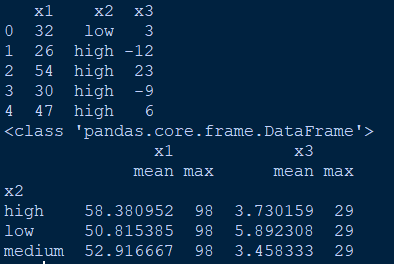 x1    x2  x3
0  32   low   3
1  26  high -12
2  54  high  23
3  30  high  -9
4  47  high   6
<class 'pandas.core.frame.DataFrame'>
               x1            x3
             mean max      mean max
x2
high    58.380952  98  3.730159  29
low     50.815385  98  5.892308  29
medium  52.916667  98  3.458333  29